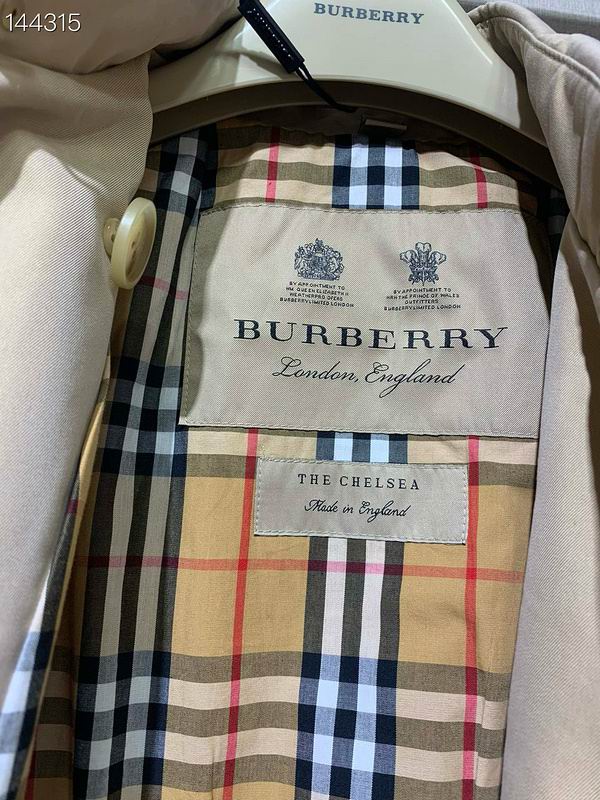 144315
BURBERRY
BY APPOINTMENT TO
HM QUEEN ELIZABETH II
WEATHERPROOFERS
BURBERRY LIMITED LONDON
BY APPOINTMENT TO
HRH THE PRINCE OF WALES
OUTFITTERS
BURBERRY LIMITED LONDON
BURBERRY
London, England
THE CHELSEA
Made in England